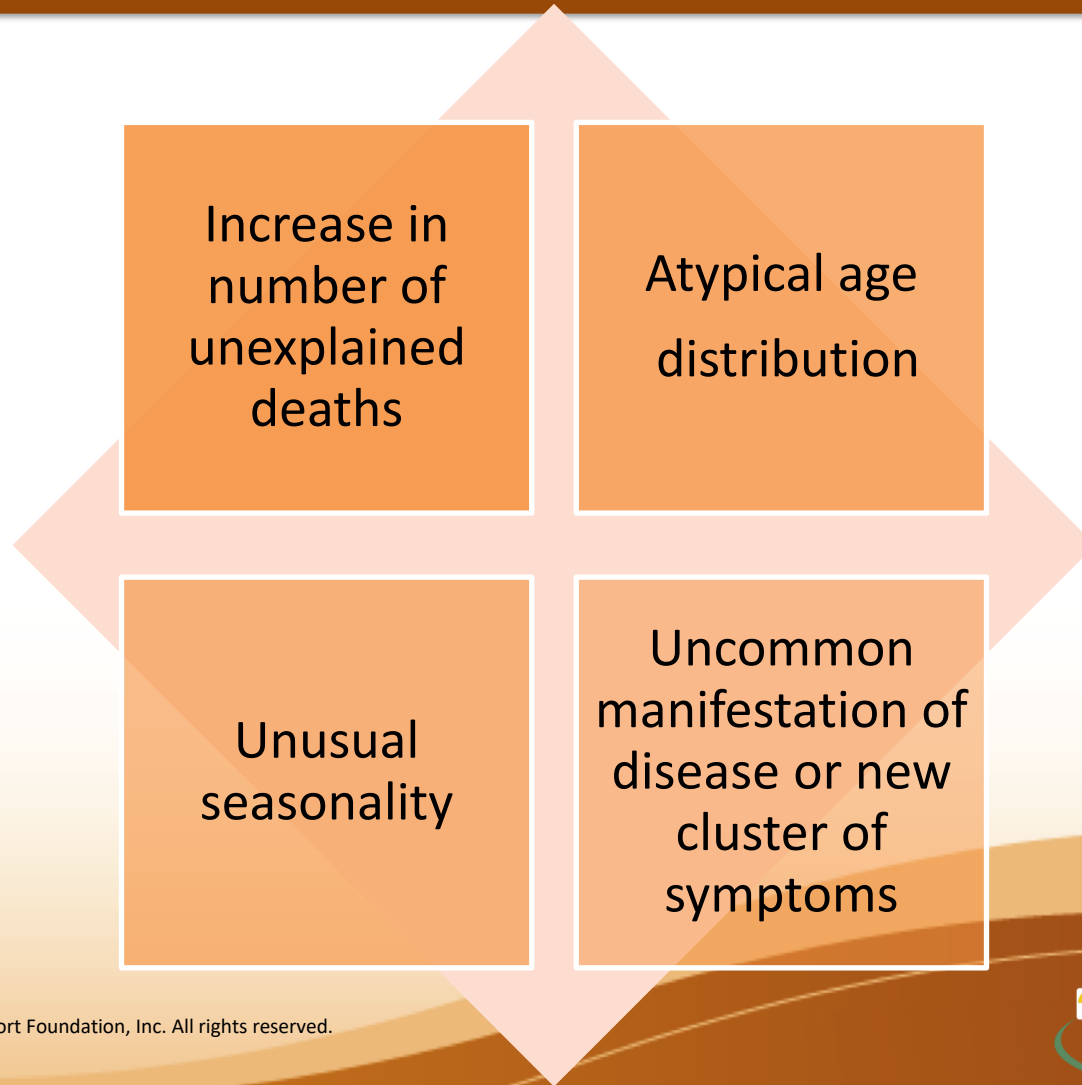 Increase in
number of
unexplained
deaths
Atypical age
distribution
Unusual
seasonality
Uncommon
manifestation of
disease or new
cluster of
symptoms
Foundation, Inc. All rights reserved.